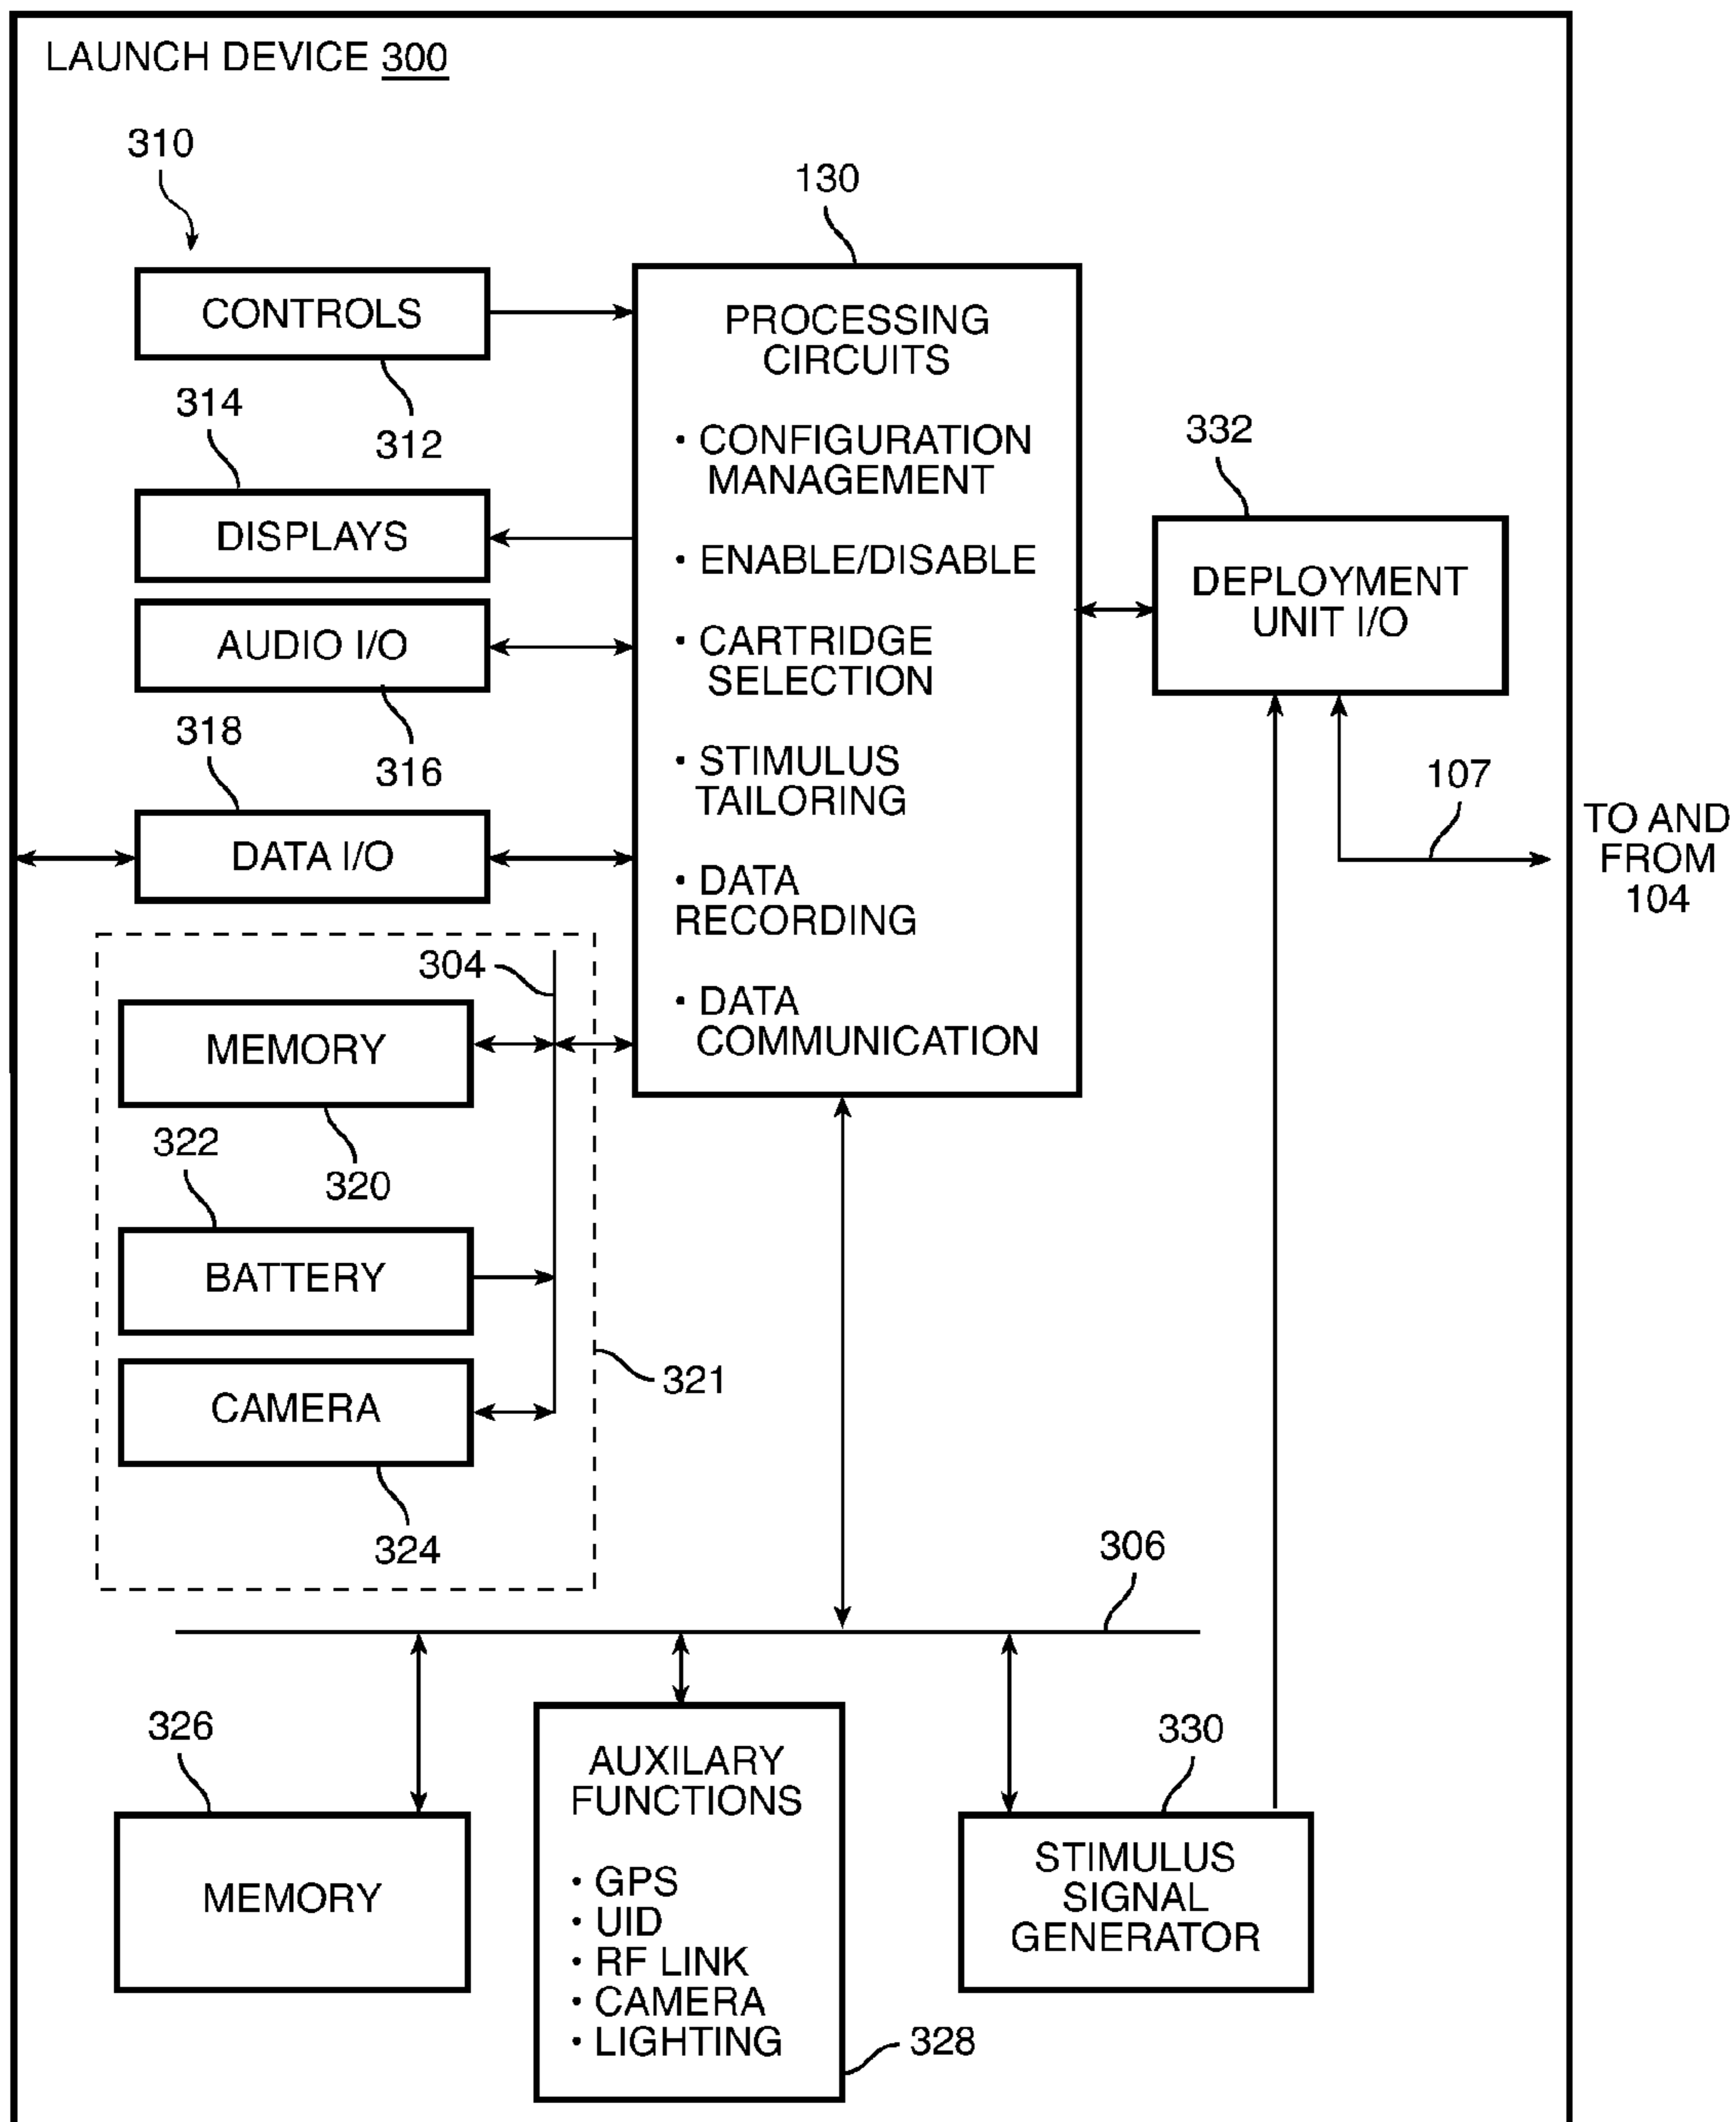 LAUNCH DEVICE 300
310
130
CONTROLS
312
PROCESSING
CIRCUITS
• CONFIGURATION
MANAGEMENT
• ENABLE/DISABLE
• CARTRIDGE
SELECTION
• STIMULUS
TAILORING
• DATA
RECORDING
• DATA
COMMUNICATION
314
DISPLAYS
AUDIO I/O
316
318
DATA I/O
332
DEPLOYMENT
UNIT I/O
107
TO AND
FROM
104
304
MEMORY
320
322
BATTERY
321
CAMERA
324
306
326
MEMORY
AUXILARY
FUNCTIONS
• GPS
• UID
• RF LINK
• CAMERA
• LIGHTING
328
330
STIMULUS
SIGNAL
GENERATOR